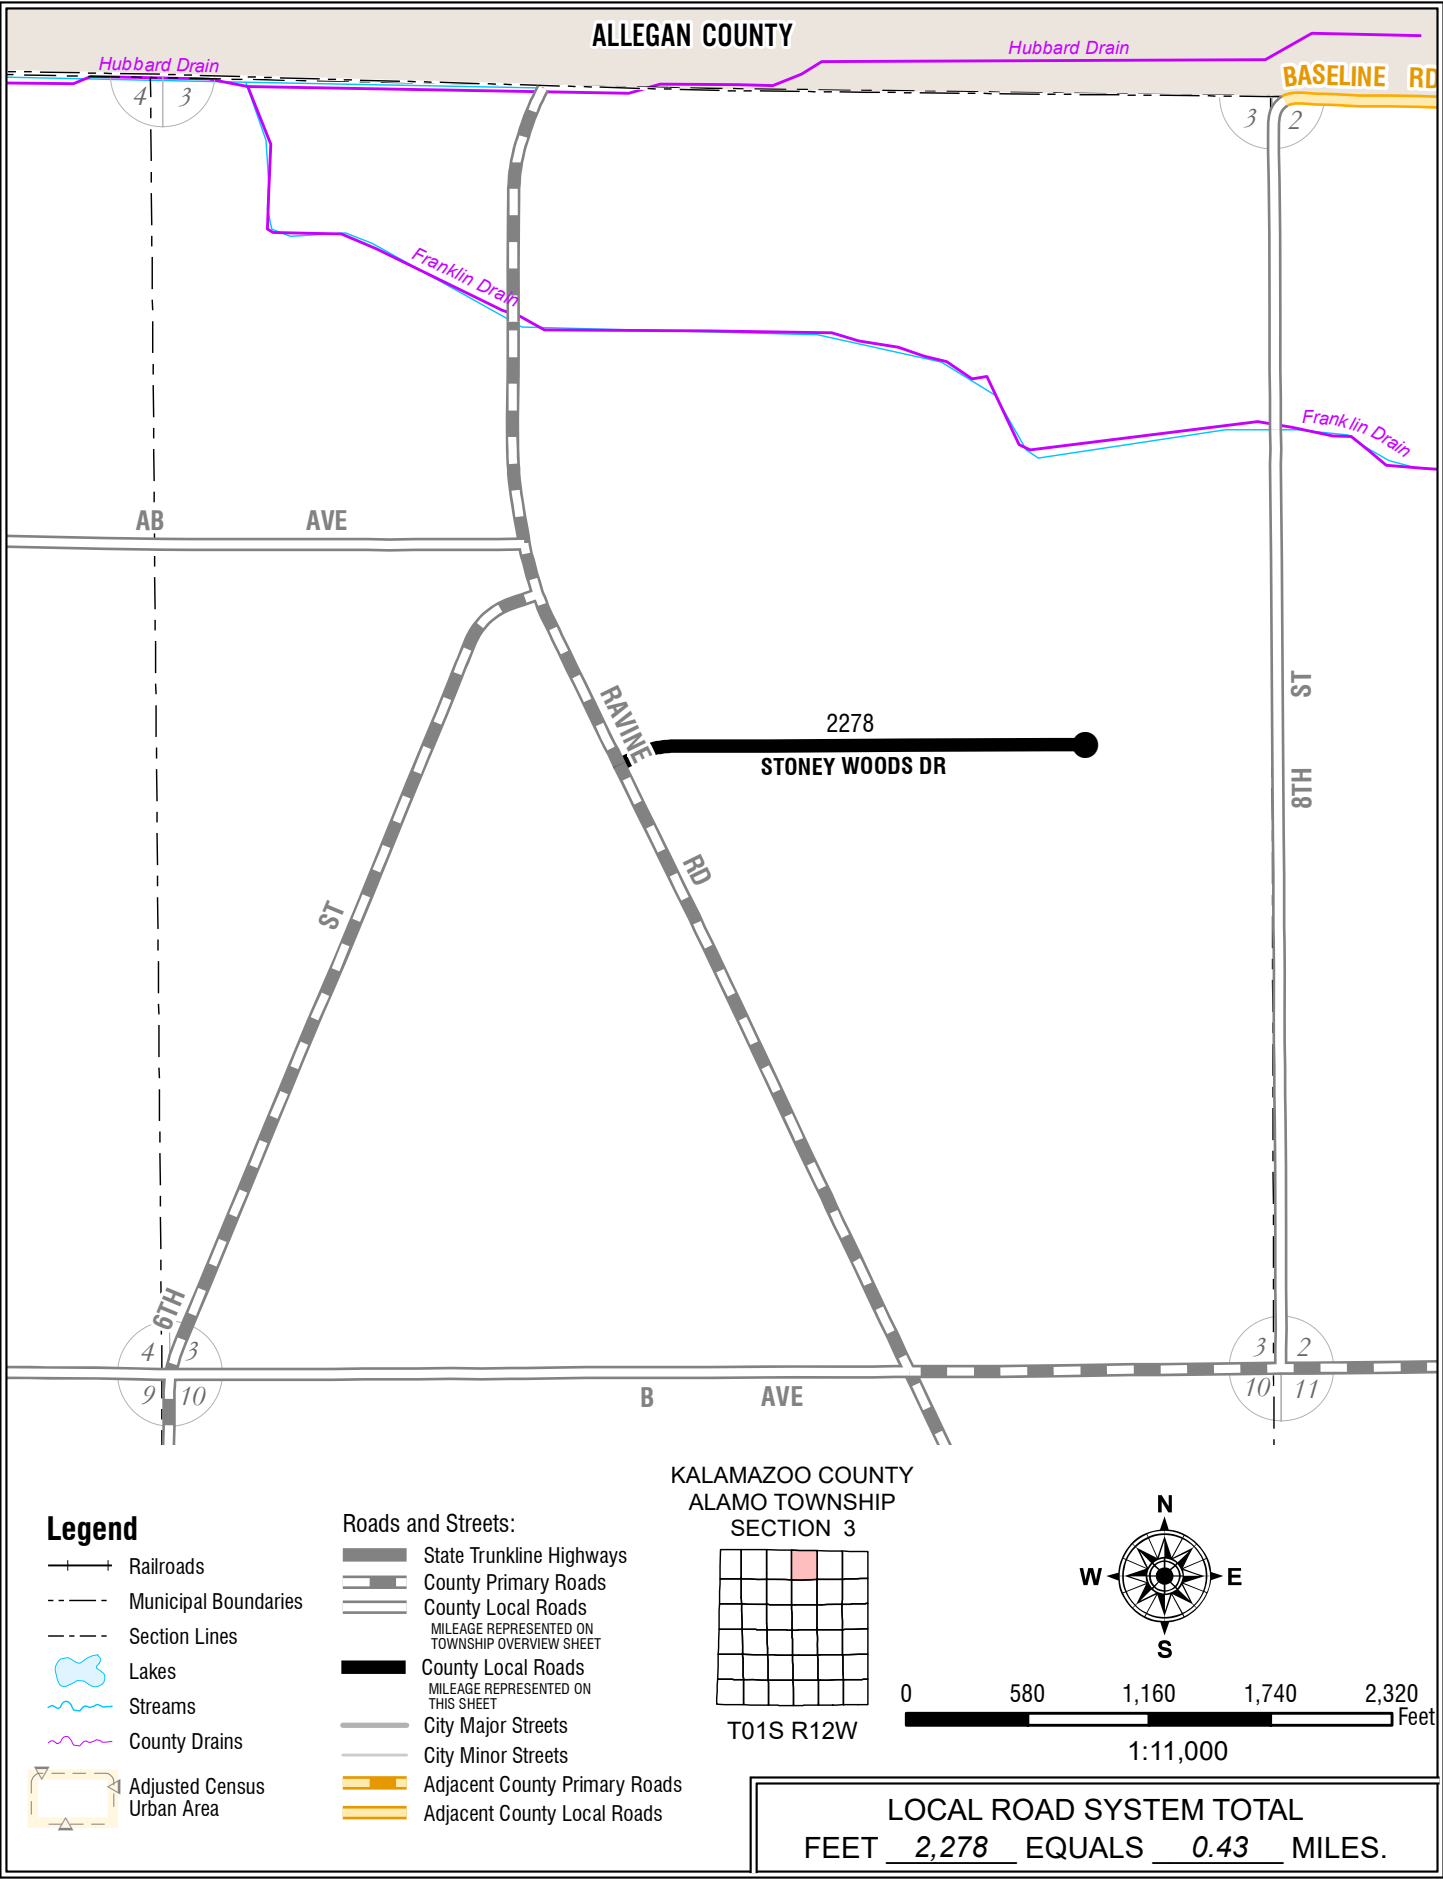 ALLEGAN COUNTY
Hubbard Drain
Hubbard Drain
BASELINE RD
4 3
3 2
Franklin Drain
Franklin Drain
AB AVE
RAVINE RD
2278
STONEY WOODS DR
8TH ST
6TH ST
4 3
9 10
3 2
10 11
B AVE
Legend
Railroads
Municipal Boundaries
Section Lines
Lakes
Streams
County Drains
Adjusted Census
Urban Area
Roads and Streets:
State Trunkline Highways
County Primary Roads
County Local Roads
MILEAGE REPRESENTED ON
TOWNSHIP OVERVIEW SHEET
County Local Roads
MILEAGE REPRESENTED ON
THIS SHEET
City Major Streets
City Minor Streets
Adjacent County Primary Roads
Adjacent County Local Roads
KALAMAZOO COUNTY
ALAMO TOWNSHIP
SECTION 3
T01S R12W
N
W E
S
0 580 1,160 1,740 2,320
Feet
1:11,000
LOCAL ROAD SYSTEM TOTAL
FEET 2,278 EQUALS 0.43 MILES.